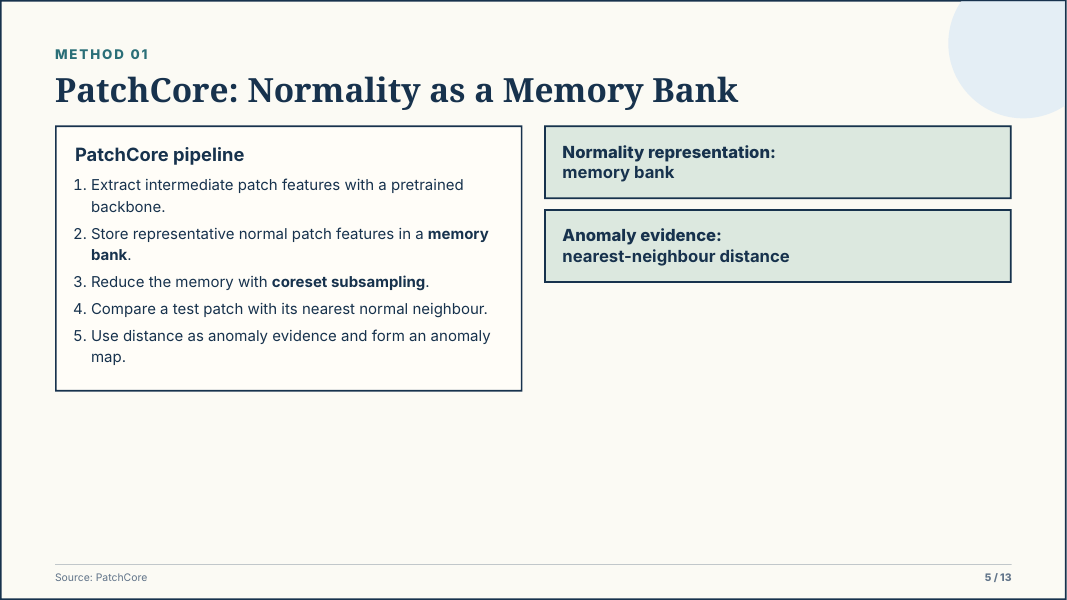 METHOD 01
PatchCore: Normality as a Memory Bank
PatchCore pipeline
1. Extract intermediate patch features with a pretrained
backbone.
2. Store representative normal patch features in a memory
bank.
3. Reduce the memory with coreset subsampling.
4. Compare a test patch with its nearest normal neighbour.
5. Use distance as anomaly evidence and form an anomaly
map.
Normality representation:
memory bank
Anomaly evidence:
nearest-neighbour distance
Source: PatchCore
5 / 13